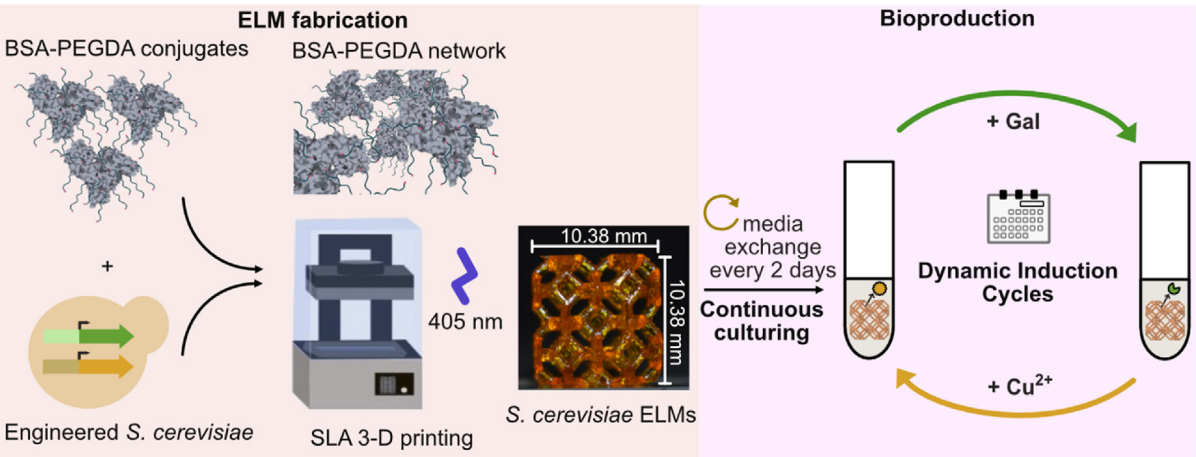 ELM fabrication
BSA-PEGDA conjugates
BSA-PEGDA network
+
Engineered S. cerevisiae
405 nm
SLA 3-D printing
10.38 mm
10.38 mm
S. cerevisiae ELMs
Bioproduction
media
exchange
every 2 days
Continuous
culturing
+ Gal
Dynamic Induction
Cycles
+ Cu²⁺